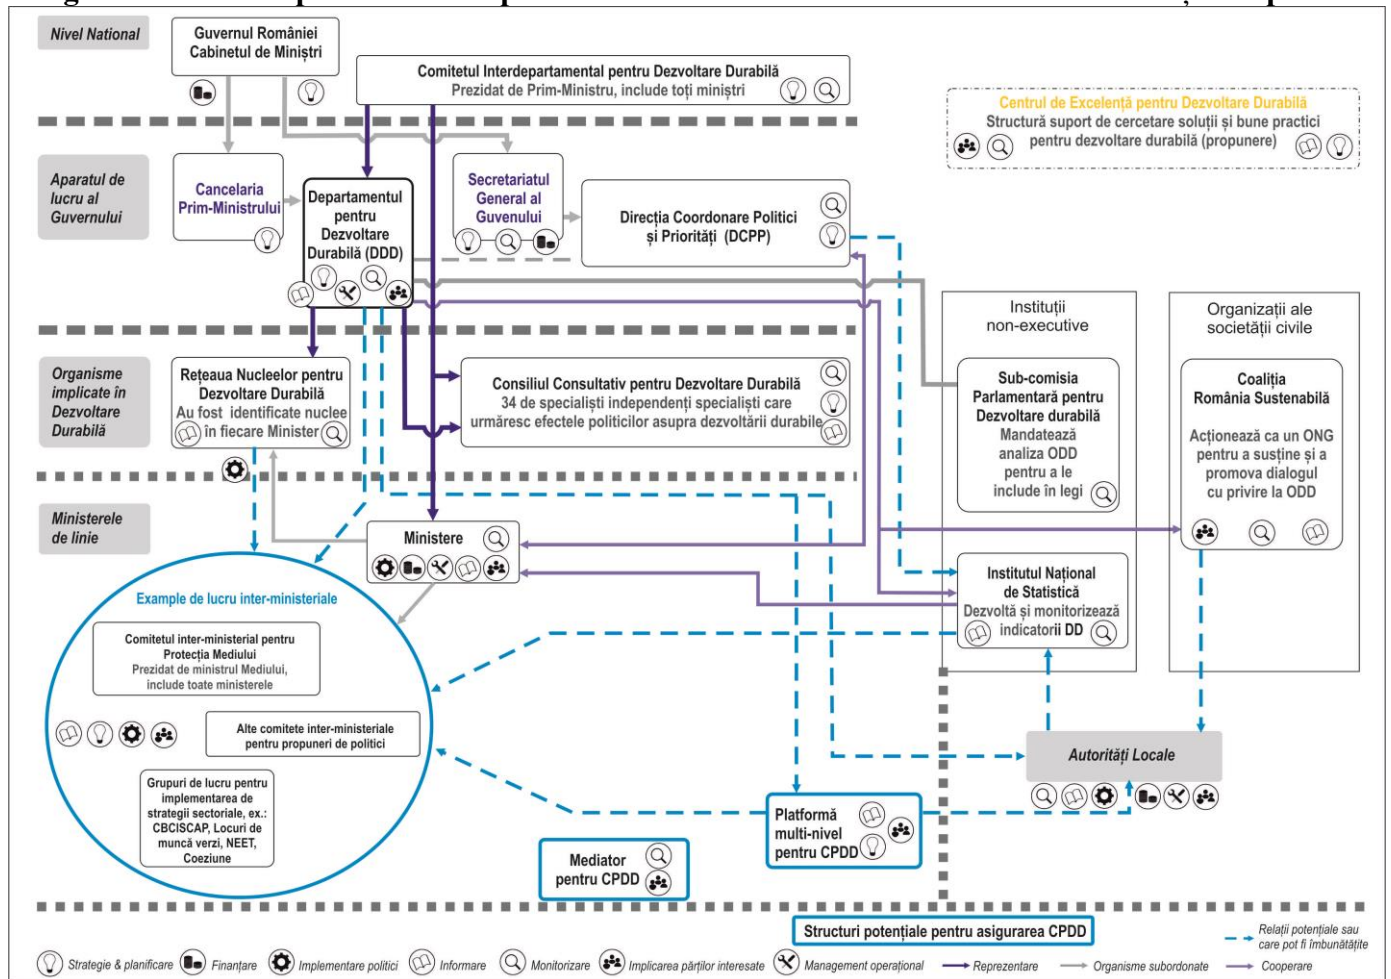 Nivel National
Guvernul României
Cabinetul de Miniștri
Comitetul Interdepartamental pentru Dezvoltare Durabilă
Prezidat de Prim-Ministru, include toți miniștri
Centrul de Excelență pentru Dezvoltare Durabilă
Structură suport de cercetare soluții și bune practici
pentru dezvoltare durabilă (propunere)
Aparatul de
lucru al
Guvernului
Cancelaria
Prim-Ministrului
Departamentul
pentru
Dezvoltare
Durabilă (DDD)
Secretariatul
General al
Guvenului
Direcția Coordonare Politici
și Priorități (DCPP)
Instituții
non-executive
Organizații ale
societății civile
Organisme
implicate în
Dezvoltare
Durabilă
Rețeaua Nucleelor pentru
Dezvoltare Durabilă
Au fost identificate nuclee
în fiecare Minister
Consiliul Consultativ pentru Dezvoltare Durabilă
34 de specialiști independenți specialiști care
urmăresc efectele politicilor asupra dezvoltării durabile
Sub-comisia
Parlamentară pentru
Dezvoltare durabilă
Mandatează
analiza ODD
pentru a le
include în legi
Coaliția
România Sustenabilă
Acționează ca un ONG
pentru a susține și a
promova dialogul
cu privire la ODD
Ministerele
de linie
Ministere
Institutul Național
de Statistică
Dezvoltă și monitorizează
indicatorii DD
Example de lucru inter-ministeriale
Comitetul inter-ministerial pentru
Protecția Mediului
Prezidat de ministrul Mediului,
include toate ministerele
Alte comitete inter-ministeriale
pentru propuneri de politici
Grupuri de lucru pentru
implementarea de
strategii sectoriale, ex.:
CBCISCAP, Locuri de
muncă verzi, NEET,
Coeziune
Autorități Locale
Platformă
multi-nivel
pentru CPDD
Mediator
pentru CPDD
Structuri potențiale pentru asigurarea CPDD
Relații potențiale sau
care pot fi îmbunătățite
Strategie & planificare
Finanțare
Implementare politici
Informare
Monitorizare
Implicarea părților interesate
Management operațional
Reprezentare
Organisme subordonate
Cooperare